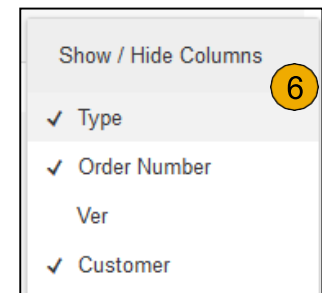 Show / Hide Columns
6
✓ Type
✓ Order Number
Ver
✓ Customer